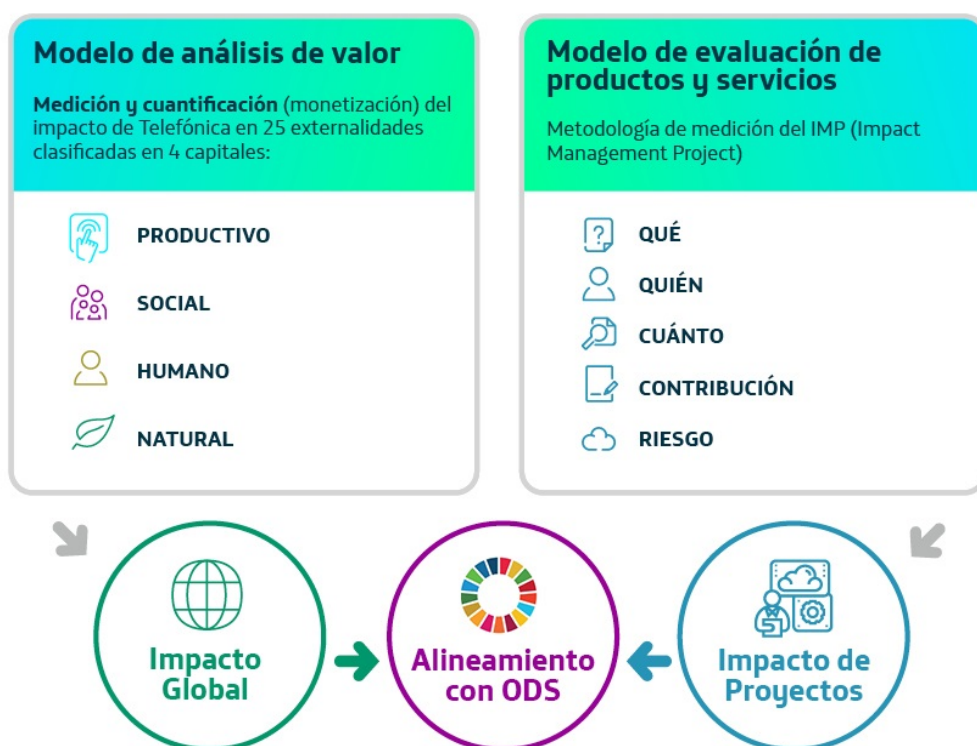 Modelo de análisis de valor
Medición y cuantificación (monetización) del
impacto de Telefónica en 25 externalidades
clasificadas en 4 capitales:
PRODUCTIVO
SOCIAL
HUMANO
NATURAL
Modelo de evaluación de
productos y servicios
Metodología de medición del IMP (Impact
Management Project)
QUÉ
QUIÉN
CUÁNTO
CONTRIBUCIÓN
RIESGO
Impacto
Global
Alineamiento
con ODS
Impacto de
Proyectos